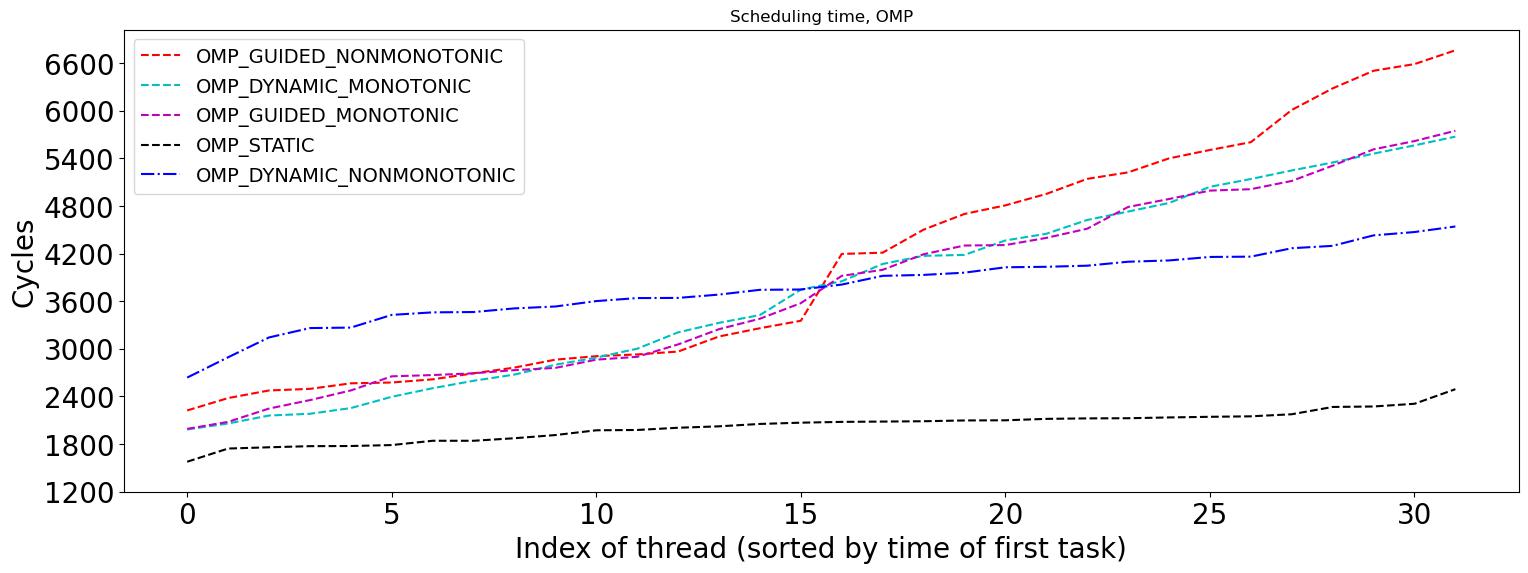 Scheduling time, OMP
OMP_GUIDED_NONMONOTONIC
OMP_DYNAMIC_MONOTONIC
OMP_GUIDED_MONOTONIC
OMP_STATIC
OMP_DYNAMIC_NONMONOTONIC
Cycles
6600
6000
5400
4800
4200
3600
3000
2400
1800
1200
0 5 10 15 20 25 30
Index of thread (sorted by time of first task)